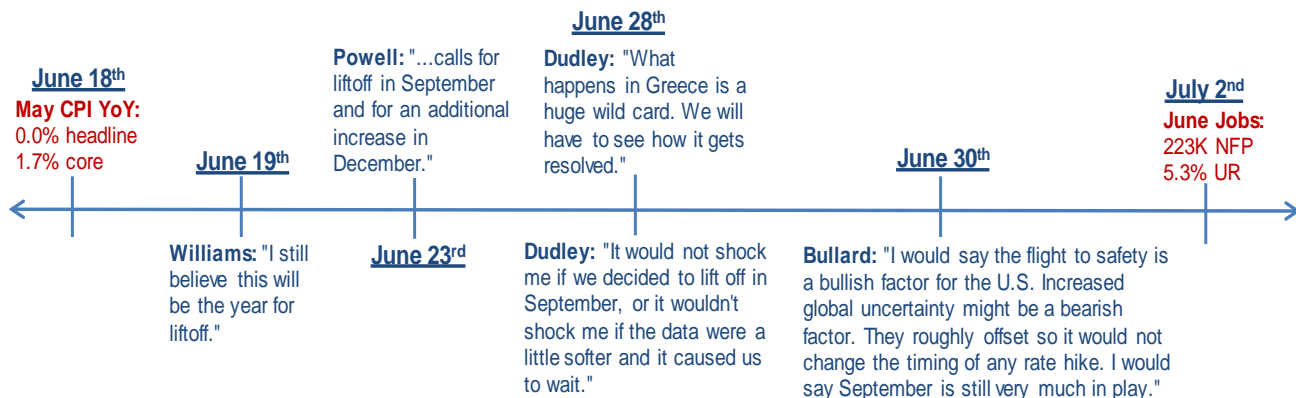 June 18th
May CPI YoY:
0.0% headline
1.7% core
June 19th
Williams: "I still
believe this will
be the year for
liftoff."
Powell: "...calls for
liftoff in September
and for an additional
increase in
December."
June 23rd
June 28th
Dudley: "What
happens in Greece is a
huge wild card. We will
have to see how it gets
resolved."
Dudley: "It would not shock
me if we decided to lift off in
September, or it wouldn't
shock me if the data were a
little softer and it caused us
to wait."
June 30th
Bullard: "I would say the flight to safety is
a bullish factor for the U.S. Increased
global uncertainty might be a bearish
factor. They roughly offset so it would not
change the timing of any rate hike. I would
say September is still very much in play."
July 2nd
June Jobs:
223K NFP
5.3% UR